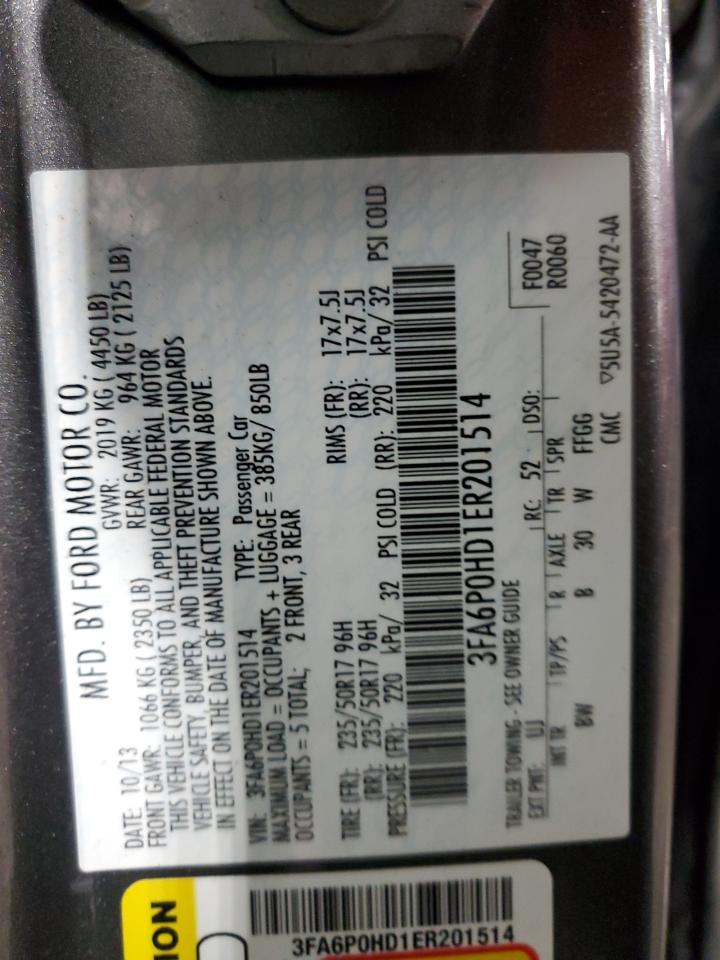 MFD. BY FORD MOTOR CO.
DATE: 10/13 GVWR: 2019 KG ( 4450 LB)
FRONT GAWR: 1066 KG ( 2350 LB) REAR GAWR: 964 KG ( 2125 LB)
THIS VEHICLE CONFORMS TO ALL APPLICABLE FEDERAL MOTOR
VEHICLE SAFETY, BUMPER, AND THEFT PREVENTION STANDARDS
IN EFFECT ON THE DATE OF MANUFACTURE SHOWN ABOVE.
VIN: 3FA6P0HD1ER201514 TYPE: Passenger Car
MAXIMUM LOAD = OCCUPANTS + LUGGAGE = 385KG/ 850LB
OCCUPANTS = 5 TOTAL; 2 FRONT, 3 REAR
TIRE (FR): 235/50R17 96H RIMS (FR): 17x7.5J
(RR): 235/50R17 96H (RR): 17x7.5J
PRESSURE (FR): 220 kPa/ 32 PSI COLD (RR): 220 kPa/ 32 PSI COLD
3FA6P0HD1ER201514
TRAILER TOWING - SEE OWNER GUIDE
F0047
EXT PNT: UJ RC: 52 DSO: R0060
INT TR TP/PS R AXLE TR SPR
BW B 30 W FFGG
CMC ▽5U5A-5420472-AA
ION
3FA6P0HD1ER201514